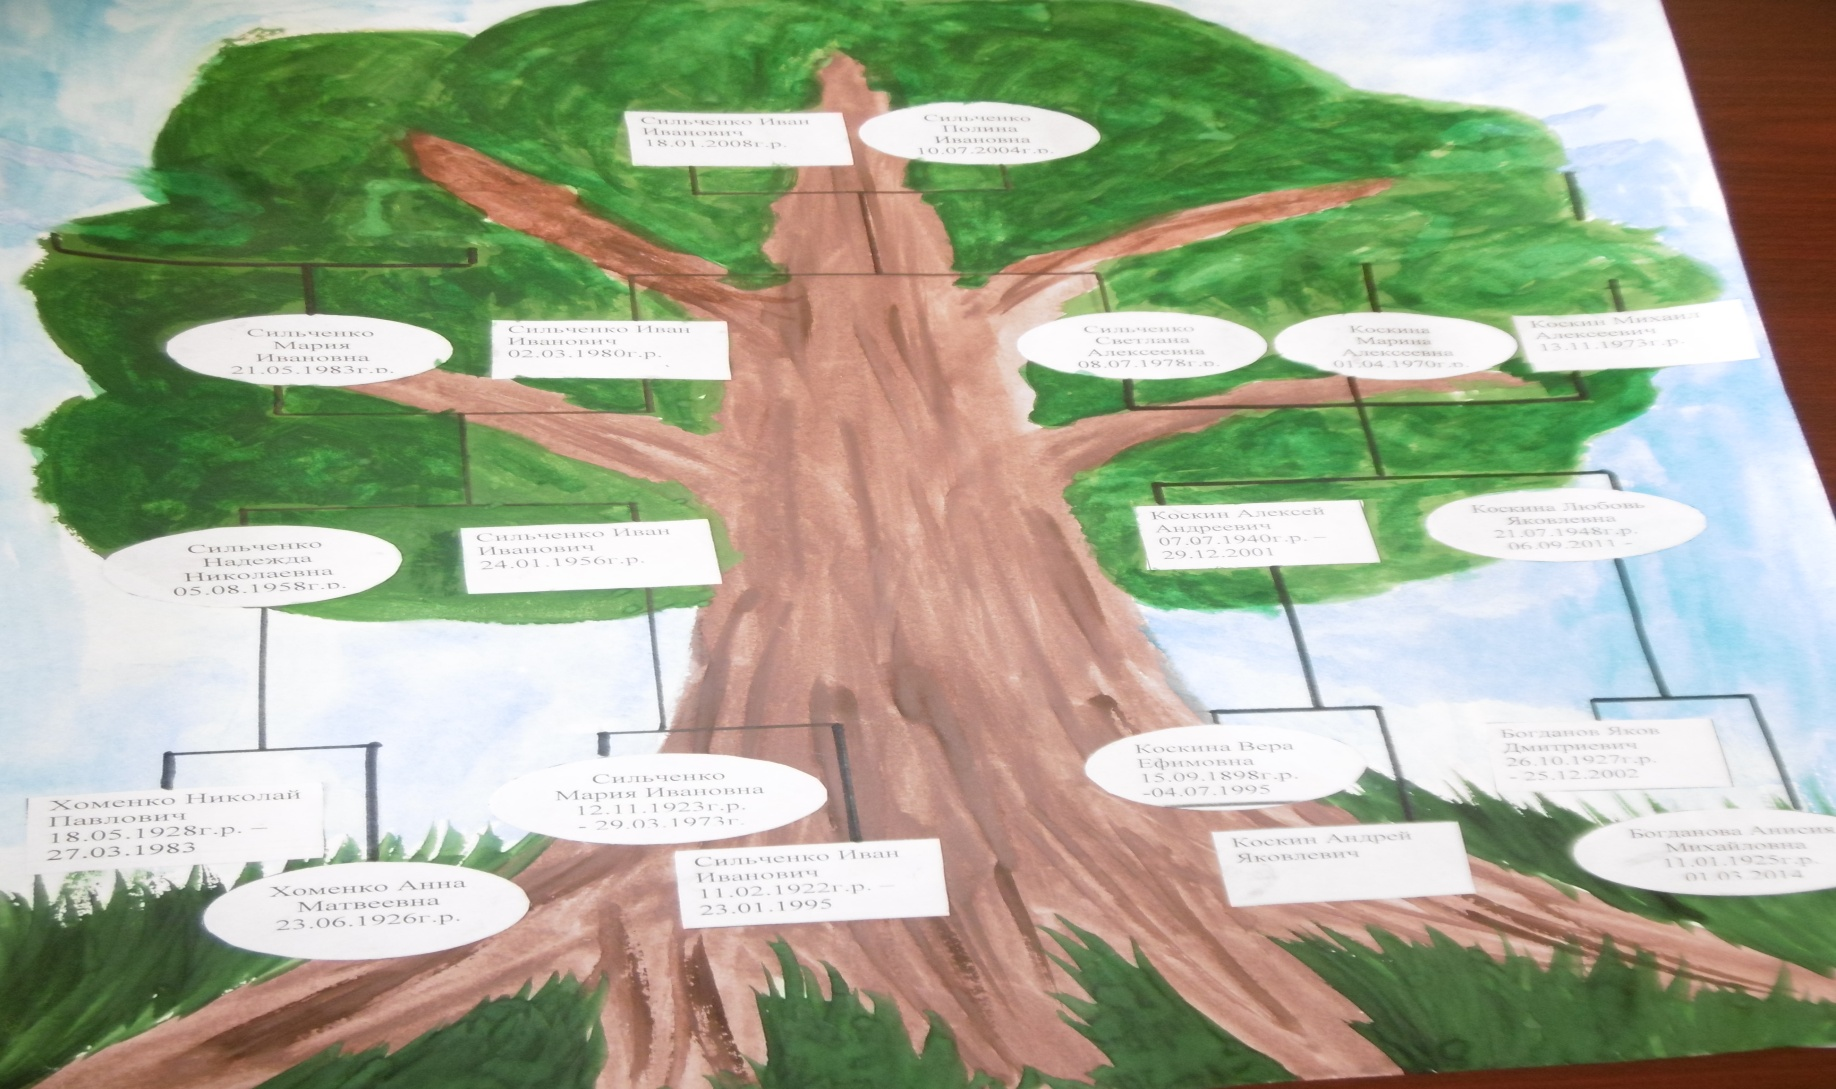 Сильченко Иван
Иванович
18.01.2008г.р.
Сильченко
Полина
Ивановна
10.07.2004г.р.
Сильченко
Мария
Ивановна
21.05.1983г.р.
Сильченко Иван
Иванович
02.03.1980г.р.
Сильченко
Светлана
Алексеевна
08.07.1978г.р.
Коскина
Марина
Алексеевна
01.04.1970г.р.
Коскин Михаил
Алексеевич
13.11.1973г.р.
Сильченко
Надежда
Николаевна
05.08.1958г.р.
Сильченко Иван
Иванович
24.01.1956г.р.
Коскин Алексей
Андреевич
07.07.1940г.р. –
29.12.2001
Коскина Любовь
Яковлевна
21.07.1948г.р.
06.09.2011 -
Хоменко Николай
Павлович
18.05.1928г.р. –
27.03.1983
Хоменко Анна
Матвеевна
23.06.1926г.р.
Сильченко
Мария Ивановна
12.11.1923г.р.
- 29.03.1973г.
Сильченко Иван
Иванович
11.02.1922г.р. –
23.01.1995
Коскина Вера
Ефимовна
15.09.1898г.р.
-04.07.1995
Коскин Андрей
Яковлевич
Богданов Яков
Дмитриевич
26.10.1927г.р.
- 25.12.2002
Богданова Анисия
Михайловна
11.01.1925г.р.
01.03.2014